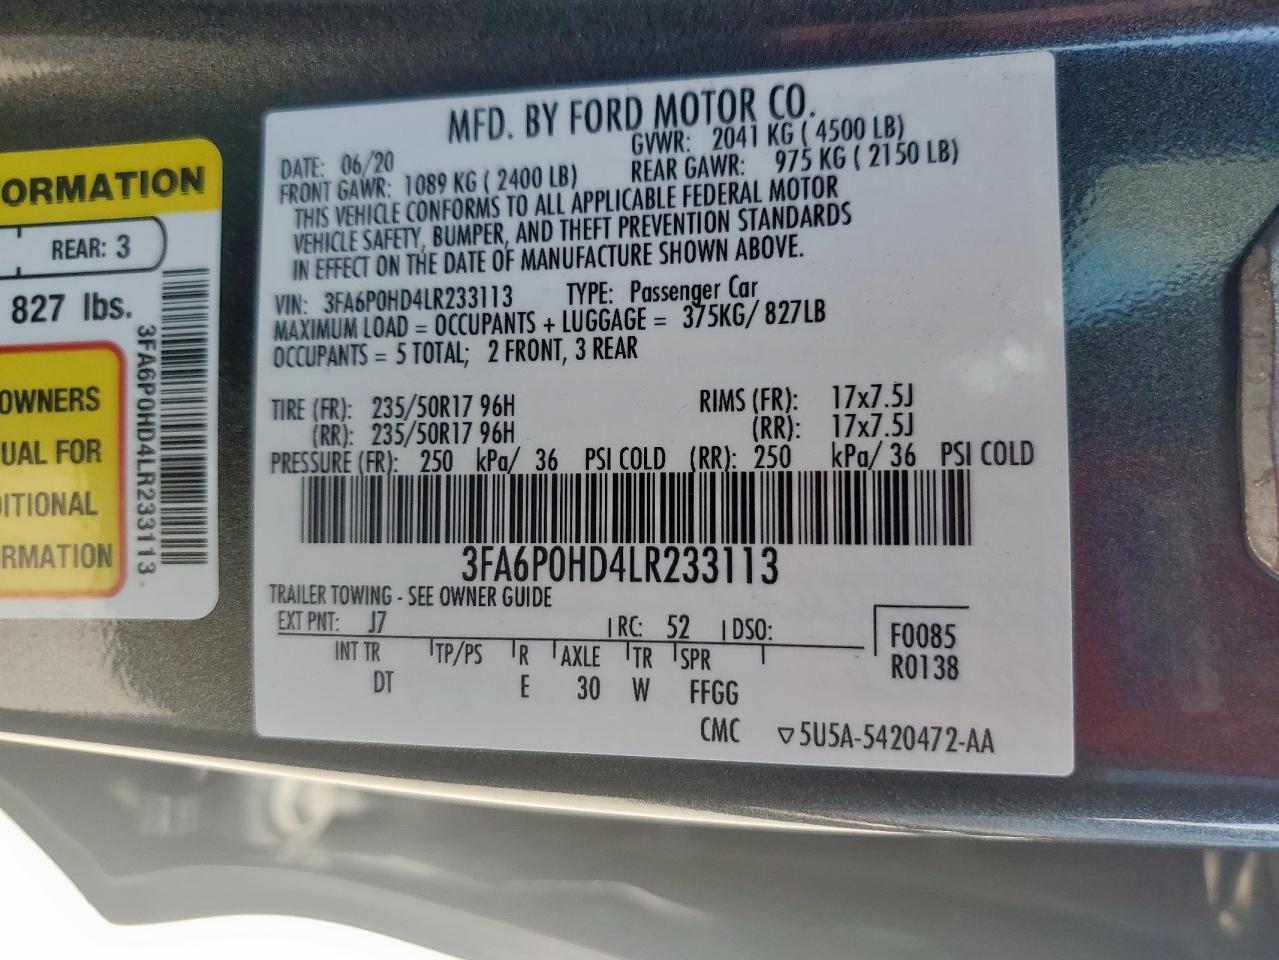 ORMATION
REAR: 3
827 lbs.
OWNERS
UAL FOR
DITIONAL
RMATION
3FA6P0HD4LR233113
MFD. BY FORD MOTOR CO.
DATE: 06/20 GVWR: 2041 KG ( 4500 LB)
FRONT GAWR: 1089 KG ( 2400 LB) REAR GAWR: 975 KG ( 2150 LB)
THIS VEHICLE CONFORMS TO ALL APPLICABLE FEDERAL MOTOR
VEHICLE SAFETY, BUMPER, AND THEFT PREVENTION STANDARDS
IN EFFECT ON THE DATE OF MANUFACTURE SHOWN ABOVE.
VIN: 3FA6P0HD4LR233113 TYPE: Passenger Car
MAXIMUM LOAD = OCCUPANTS + LUGGAGE = 375KG/ 827LB
OCCUPANTS = 5 TOTAL; 2 FRONT, 3 REAR
TIRE (FR): 235/50R17 96H RIMS (FR): 17x7.5J
(RR): 235/50R17 96H (RR): 17x7.5J
PRESSURE (FR): 250 kPa/ 36 PSI COLD (RR): 250 kPa/ 36 PSI COLD
3FA6P0HD4LR233113
TRAILER TOWING - SEE OWNER GUIDE
EXT PNT: J7 RC: 52 DSO:
INT TR TP/PS R AXLE TR SPR
DT E 30 W FFGG
F0085
R0138
CMC ▽5U5A-5420472-AA